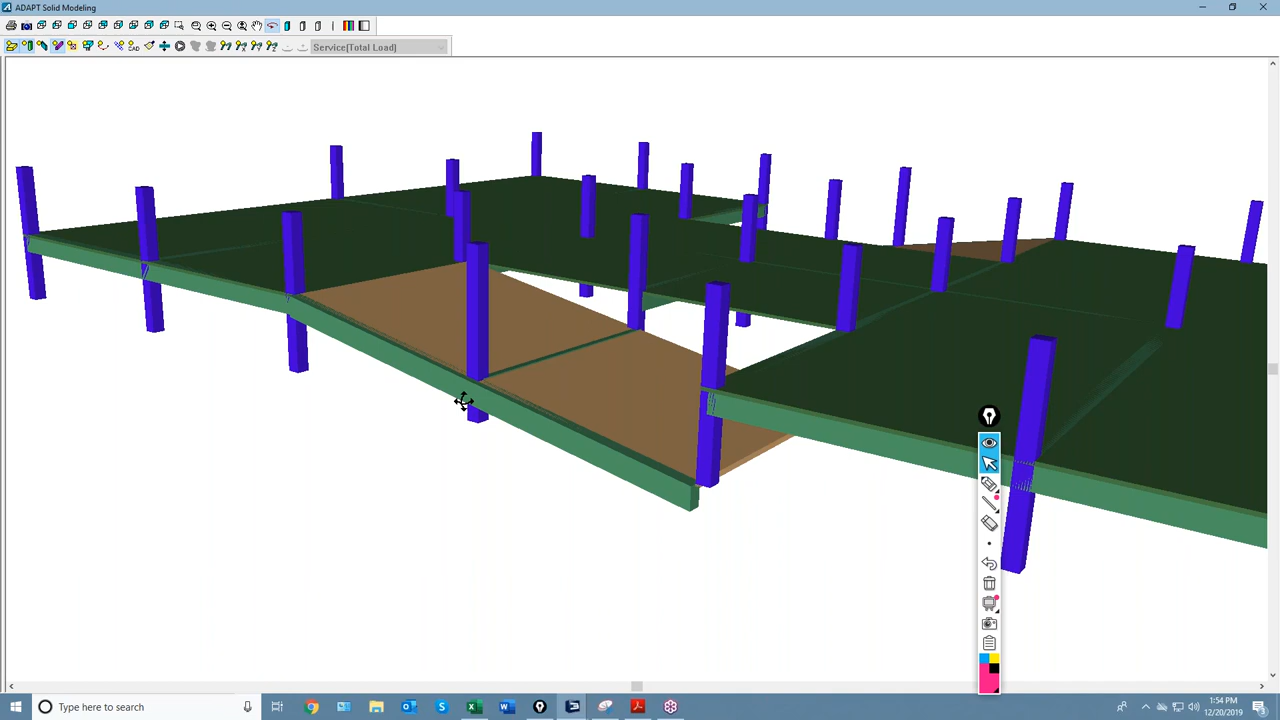 ADAPT Solid Modeling
Service(Total Load)
Type here to search
1:54 PM
12/20/2019